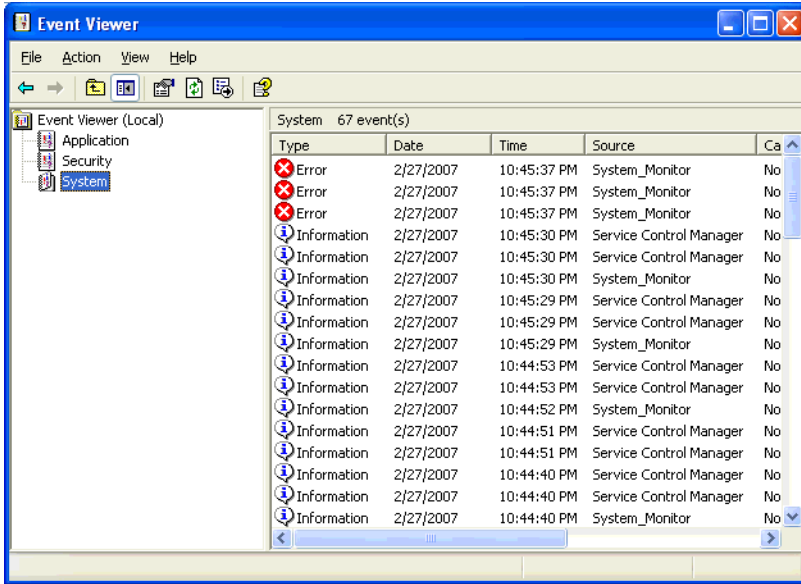 Event Viewer
File Action View Help
Event Viewer (Local)
Application
Security
System
System 67 event(s)
Type Date Time Source Ca
Error 2/27/2007 10:45:37 PM System_Monitor No
Error 2/27/2007 10:45:37 PM System_Monitor No
Error 2/27/2007 10:45:37 PM System_Monitor No
Information 2/27/2007 10:45:30 PM Service Control Manager No
Information 2/27/2007 10:45:30 PM Service Control Manager No
Information 2/27/2007 10:45:30 PM System_Monitor No
Information 2/27/2007 10:45:29 PM Service Control Manager No
Information 2/27/2007 10:45:29 PM Service Control Manager No
Information 2/27/2007 10:45:29 PM System_Monitor No
Information 2/27/2007 10:44:53 PM Service Control Manager No
Information 2/27/2007 10:44:53 PM Service Control Manager No
Information 2/27/2007 10:44:52 PM System_Monitor No
Information 2/27/2007 10:44:51 PM Service Control Manager No
Information 2/27/2007 10:44:51 PM Service Control Manager No
Information 2/27/2007 10:44:40 PM Service Control Manager No
Information 2/27/2007 10:44:40 PM Service Control Manager No
Information 2/27/2007 10:44:40 PM System_Monitor No